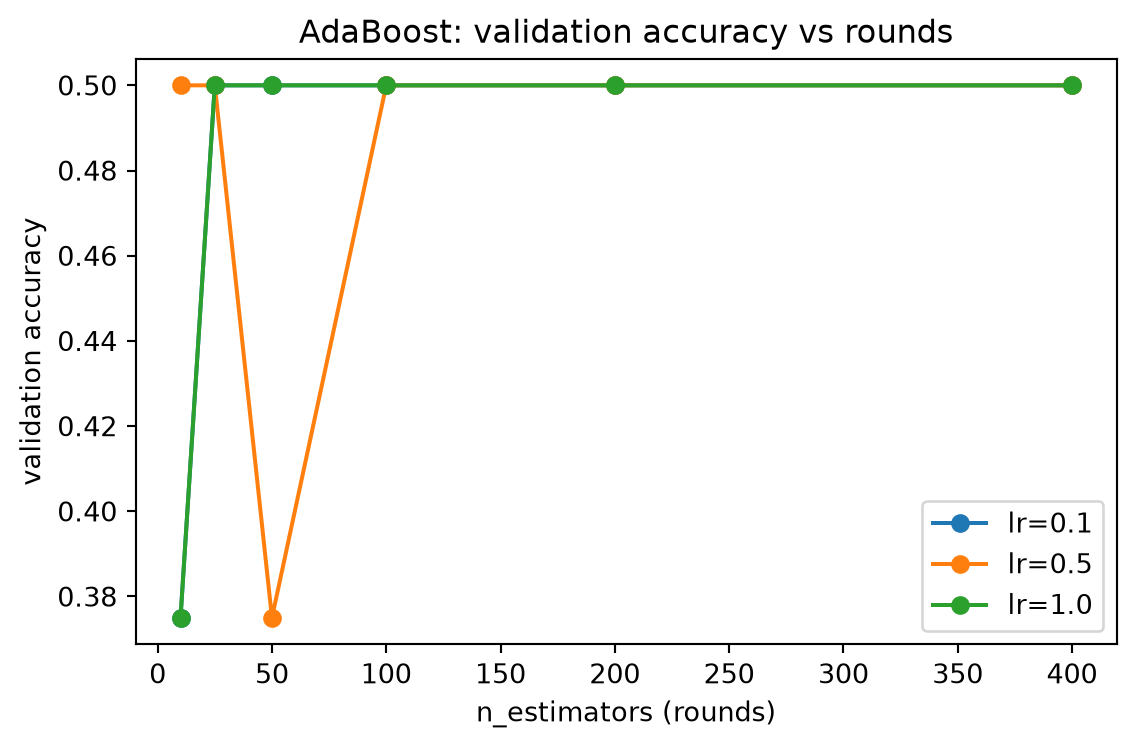 AdaBoost: validation accuracy vs rounds
validation accuracy
0.50
0.48
0.46
0.44
0.42
0.40
0.38
lr=0.1
lr=0.5
lr=1.0
0 50 100 150 200 250 300 350 400
n_estimators (rounds)